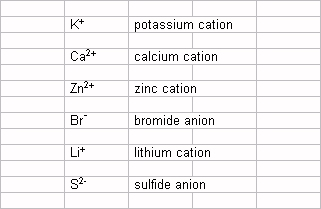 K⁺ potassium cation
Ca²⁺ calcium cation
Zn²⁺ zinc cation
Br⁻ bromide anion
Li⁺ lithium cation
S²⁻ sulfide anion